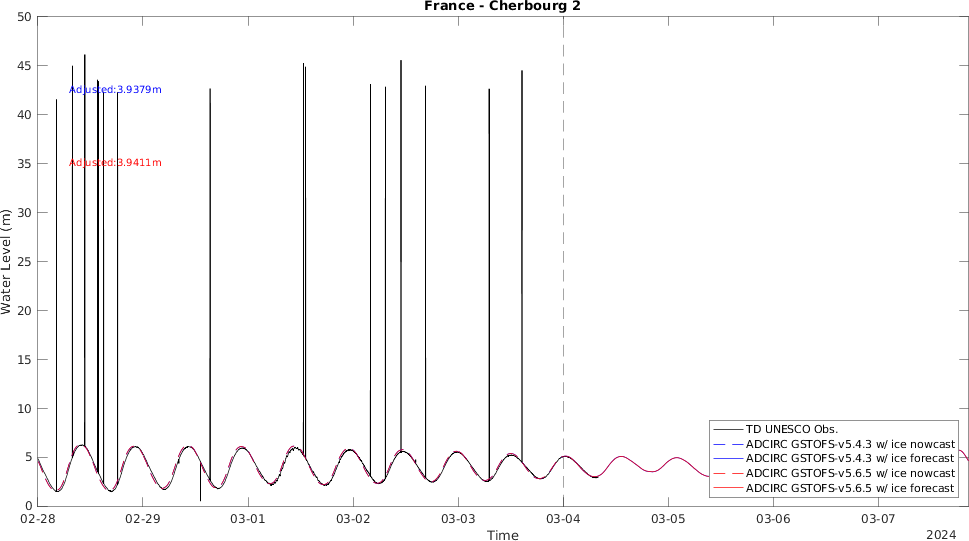 France - Cherbourg 2
50
45
40
35
30
25
20
15
10
5
0
Water Level (m)
Adjusted:3.9379m
Adjusted:3.9411m
TD UNESCO Obs.
ADCIRC GSTOFS-v5.4.3 w/ ice nowcast
ADCIRC GSTOFS-v5.4.3 w/ ice forecast
ADCIRC GSTOFS-v5.6.5 w/ ice nowcast
ADCIRC GSTOFS-v5.6.5 w/ ice forecast
02-28 02-29 03-01 03-02 03-03 03-04 03-05 03-06 03-07
Time
2024